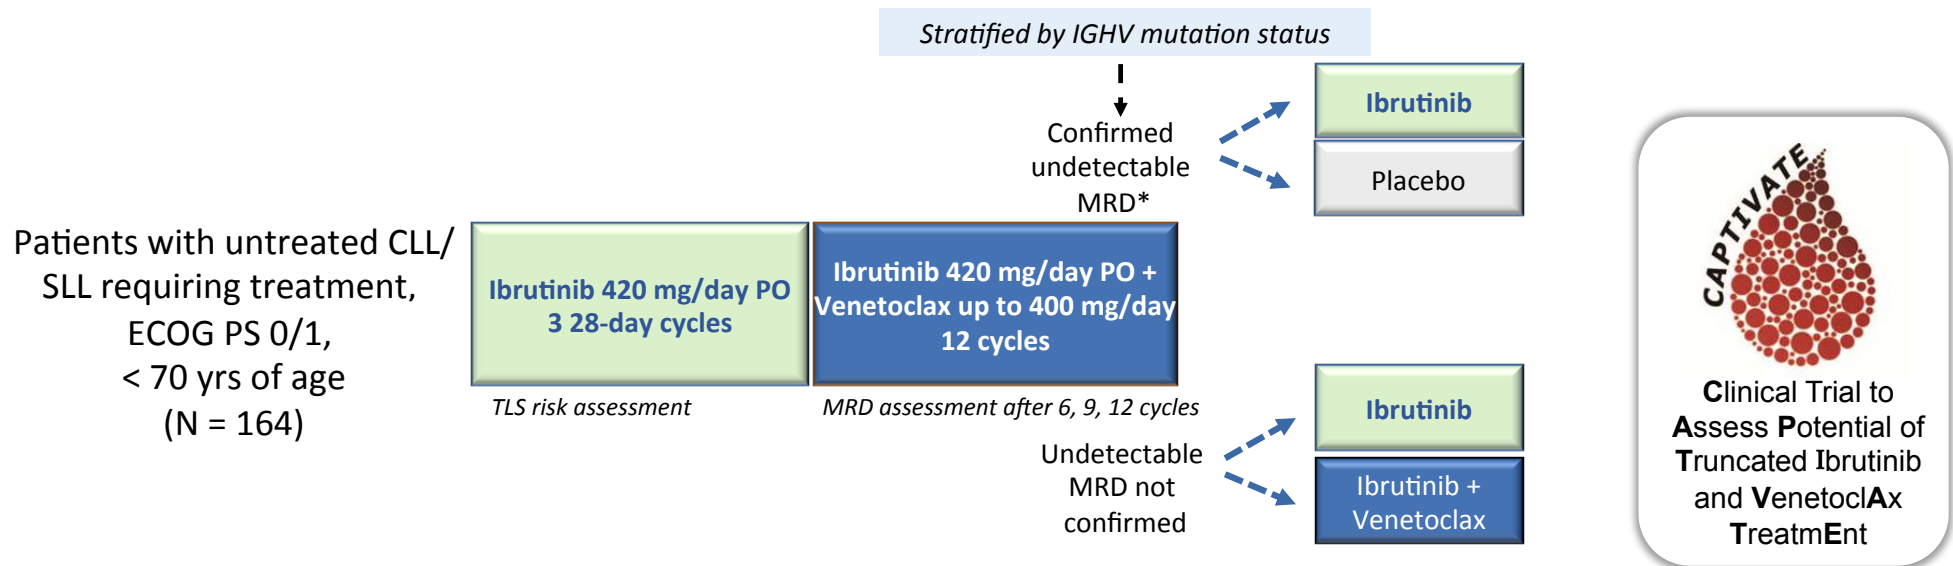 Stratified by IGHV mutation status
Confirmed
undetectable
MRD*
Ibrutinib
Placebo
Patients with untreated CLL/
SLL requiring treatment,
ECOG PS 0/1,
< 70 yrs of age
(N = 164)
Ibrutinib 420 mg/day PO
3 28-day cycles
TLS risk assessment
Ibrutinib 420 mg/day PO +
Venetoclax up to 400 mg/day
12 cycles
MRD assessment after 6, 9, 12 cycles
Undetectable
MRD not
confirmed
Ibrutinib
Ibrutinib +
Venetoclax
CAPTIVATE
Clinical Trial to
Assess Potential of
Truncated Ibrutinib
and VenetoclAx
TreatmEnt